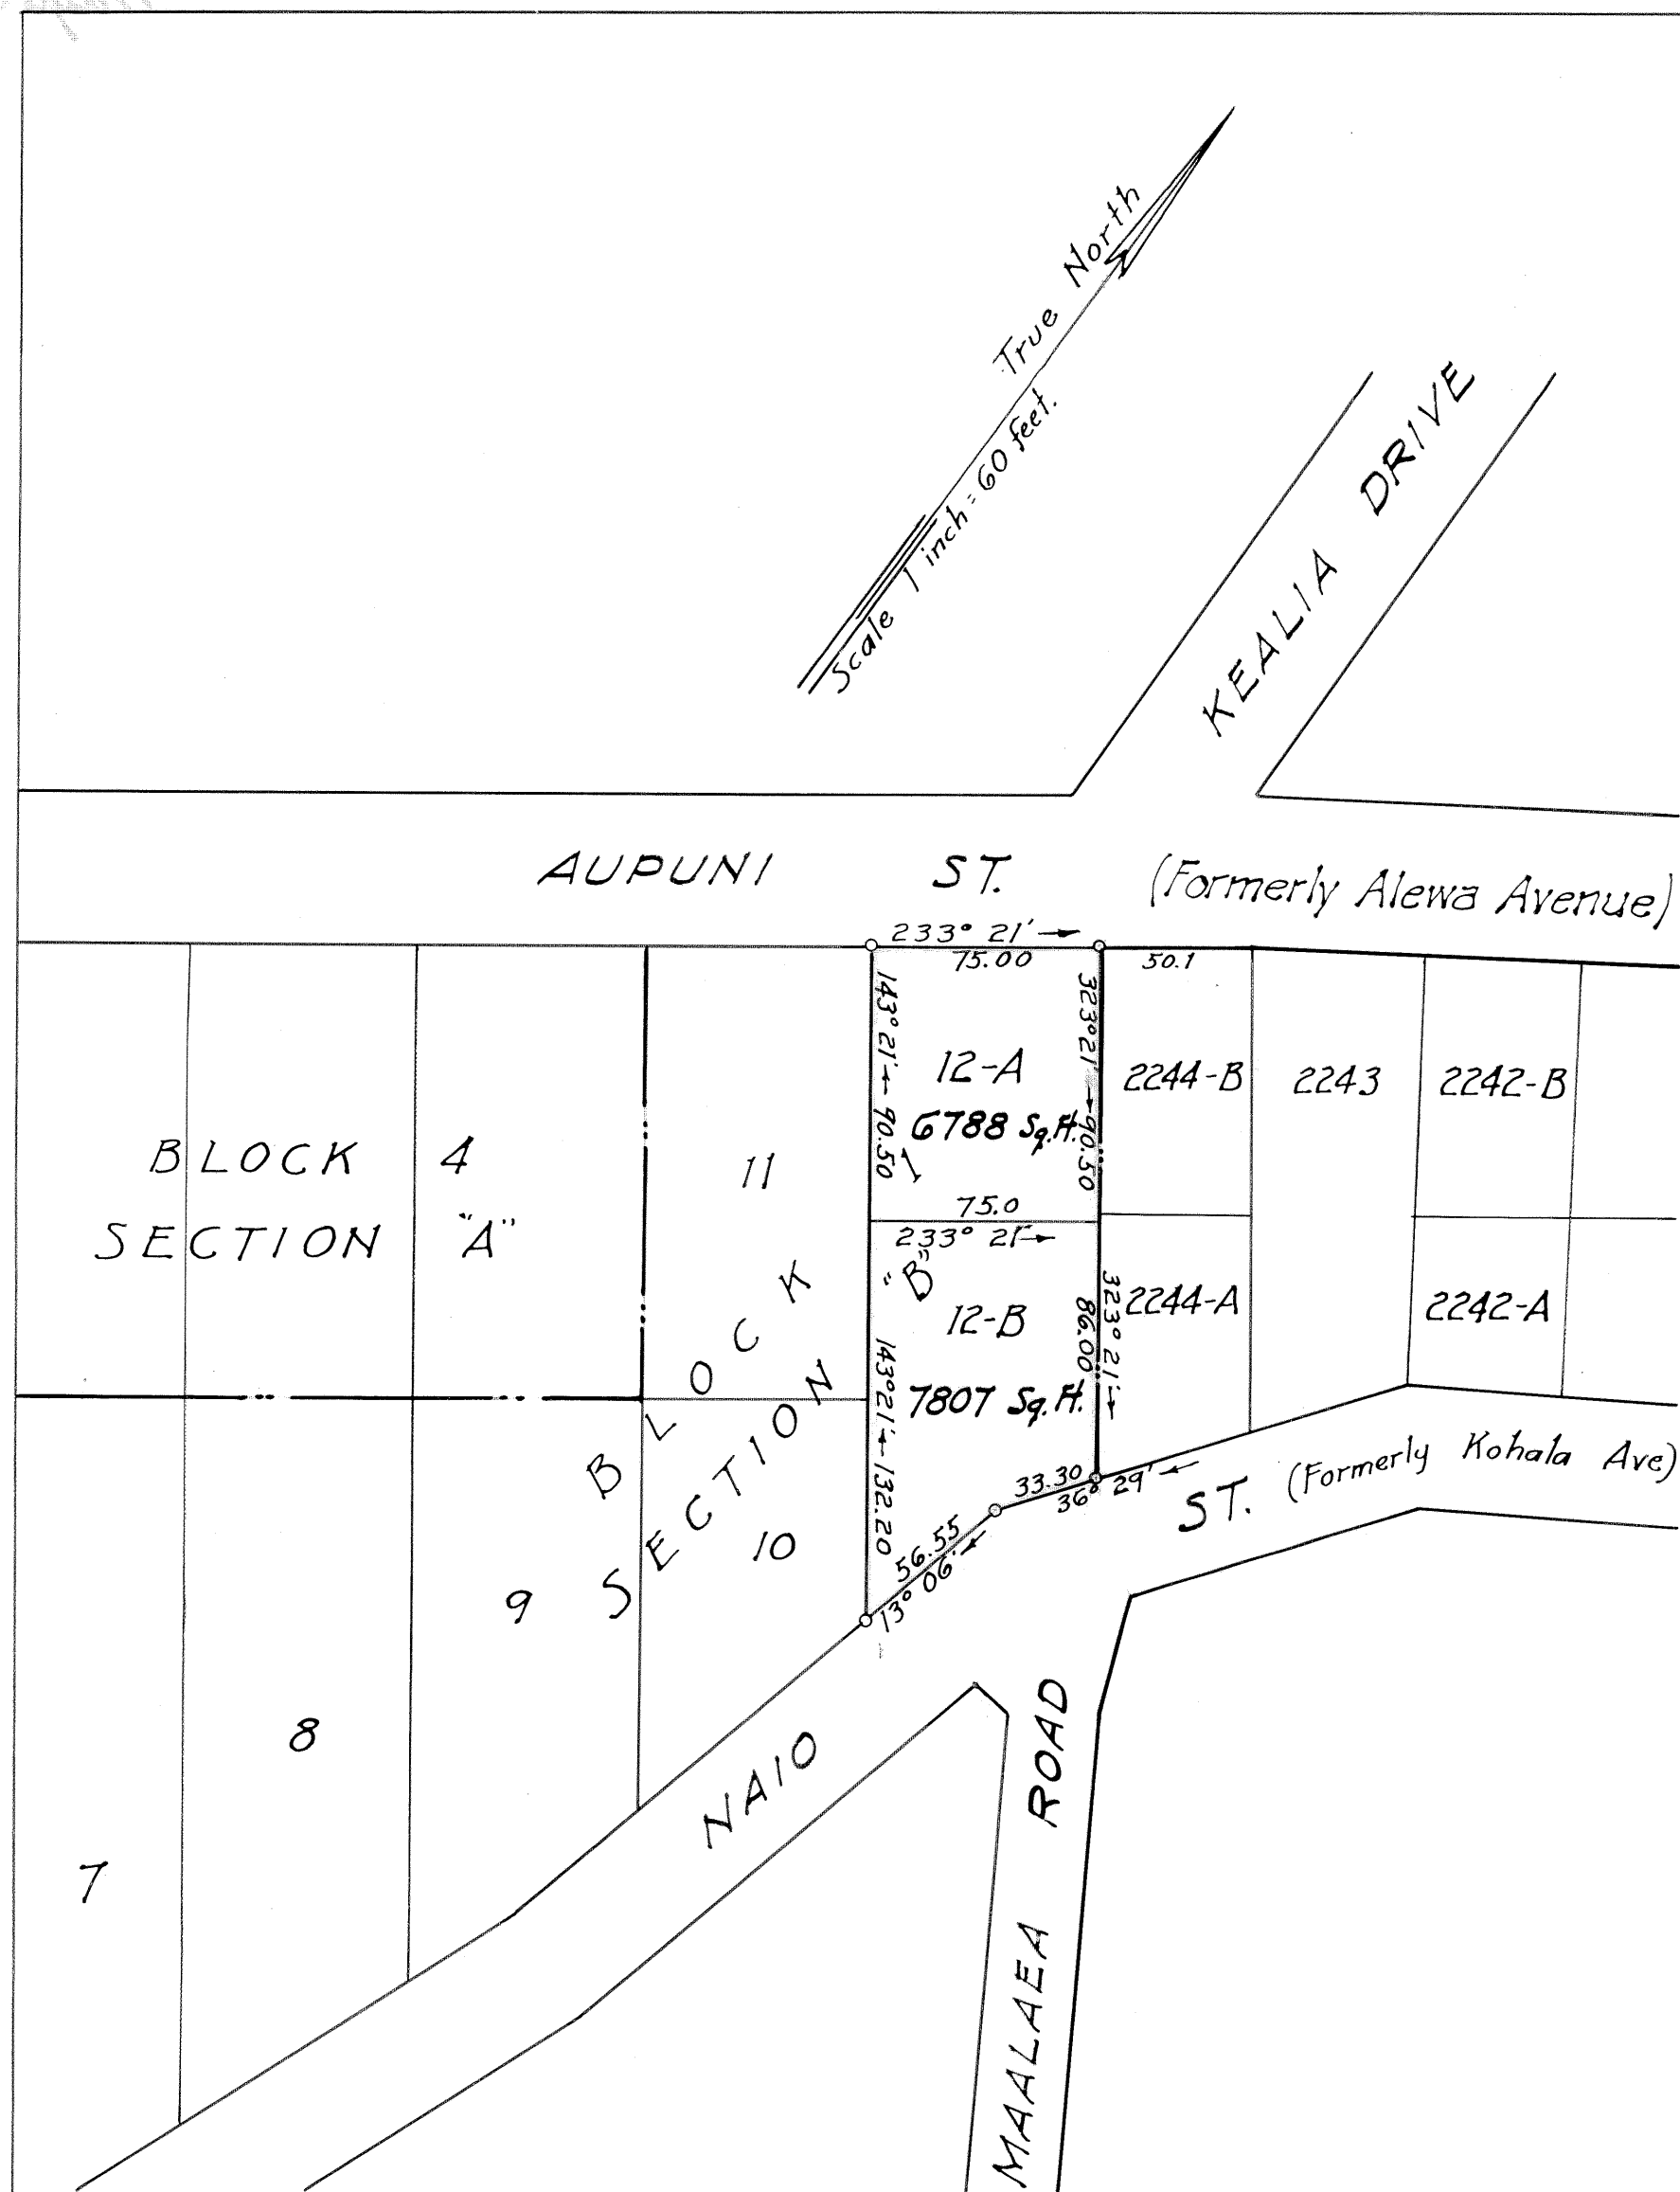 True North
Scale 1 inch = 60 feet.
KEALIA DRIVE
AUPUNI ST. (Formerly Alewa Avenue)
233° 21' →
75.00
50.1
143° 21' ← 90.50
323° 21' → 90.50
12-A
6788 Sq.Ft.
2244-B
2243
2242-B
BLOCK 4
SECTION "A"
11
75.0
233° 21' →
BLOCK 1
SECTION "B"
12-B
7807 Sq.Ft.
143° 21' ← 132.20
86.00
323° 21' →
2244-A
2242-A
33.30
36° 29' ←
56.55
13° 06' ←
10
9
8
7
NAIO ST. (Formerly Kohala Ave)
MAALAEA ROAD